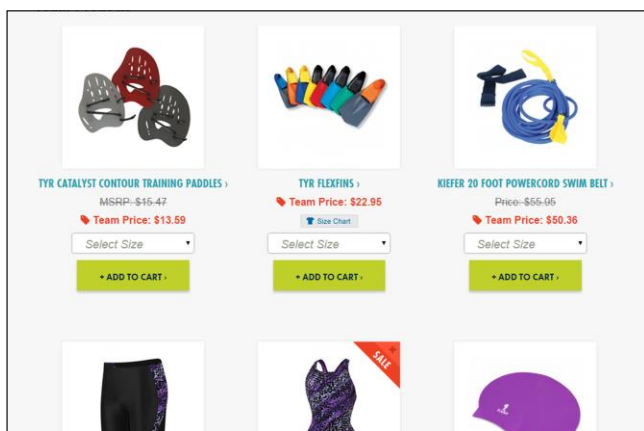 TYR CATALYST CONTOUR TRAINING PADDLES ›
MSRP: $15.47
Team Price: $13.59
Select Size
+ ADD TO CART ›
TYR FLEXFINS ›
Team Price: $22.95
Size Chart
Select Size
+ ADD TO CART ›
KIEFER 20 FOOT POWERCORD SWIM BELT ›
Price: $55.95
Team Price: $50.36
Select Size
+ ADD TO CART ›
SALE